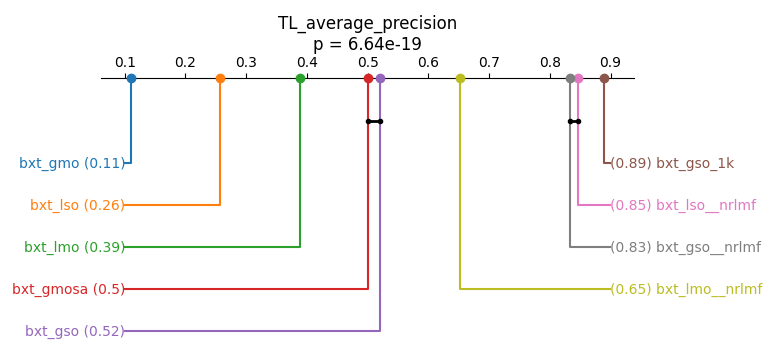 TL_average_precision
p = 6.64e-19
0.1 0.2 0.3 0.4 0.5 0.6 0.7 0.8 0.9
bxt_gmo (0.11) (0.89) bxt_gso_1k
bxt_lso (0.26) (0.85) bxt_lso__nrlmf
bxt_lmo (0.39) (0.83) bxt_gso__nrlmf
bxt_gmosa (0.5) (0.65) bxt_lmo__nrlmf
bxt_gso (0.52)